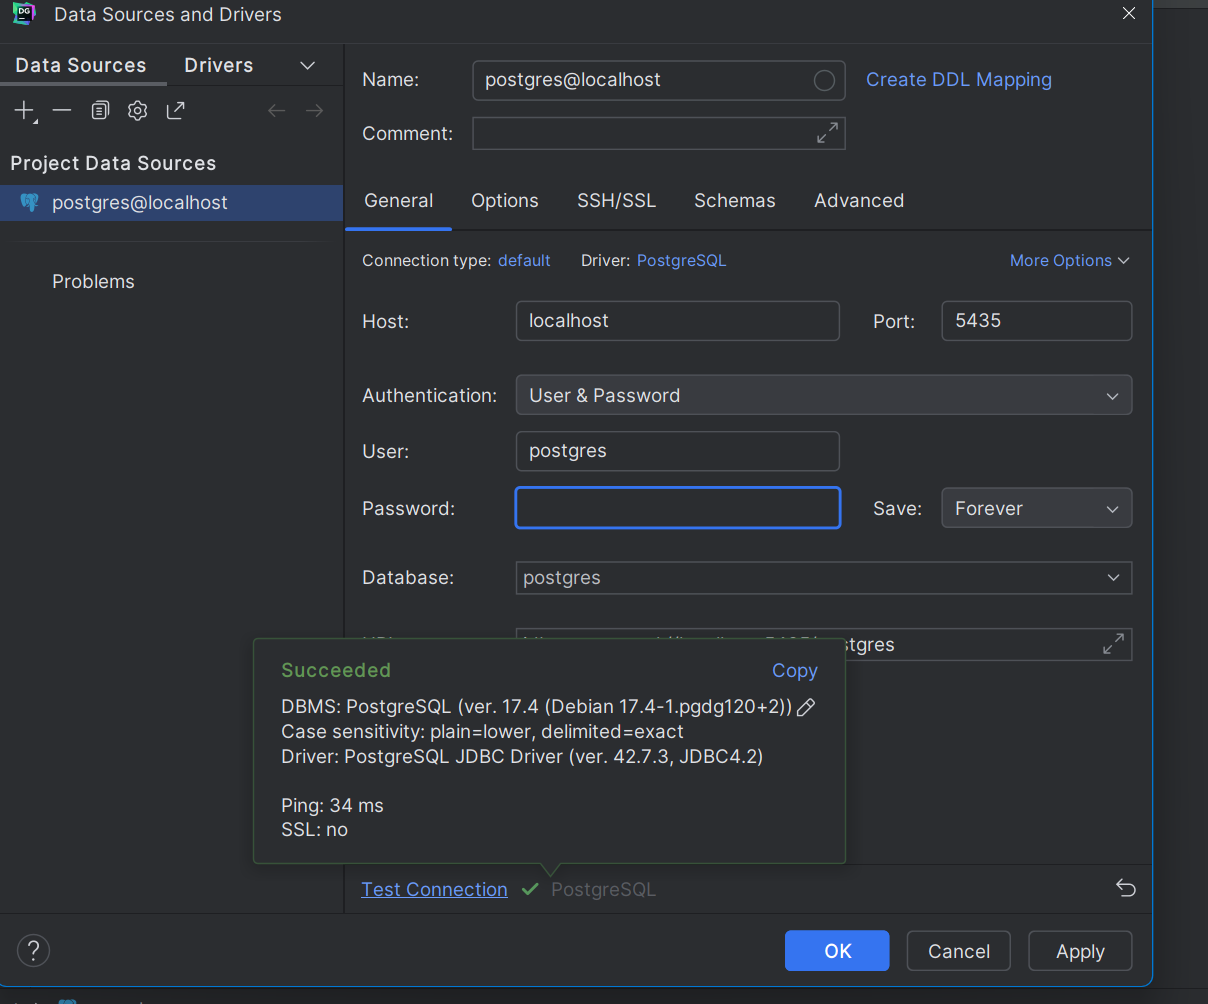 DG
Data Sources and Drivers
Data Sources
Drivers
Project Data Sources
postgres@localhost
Problems
Name:
postgres@localhost
Create DDL Mapping
Comment:
General
Options
SSH/SSL
Schemas
Advanced
Connection type: default
Driver: PostgreSQL
More Options
Host:
localhost
Port:
5435
Authentication:
User & Password
User:
postgres
Password:
Save:
Forever
Database:
postgres
stgres
Succeeded
Copy
DBMS: PostgreSQL (ver. 17.4 (Debian 17.4-1.pgdg120+2))
Case sensitivity: plain=lower, delimited=exact
Driver: PostgreSQL JDBC Driver (ver. 42.7.3, JDBC4.2)
Ping: 34 ms
SSL: no
Test Connection
PostgreSQL
?
OK
Cancel
Apply